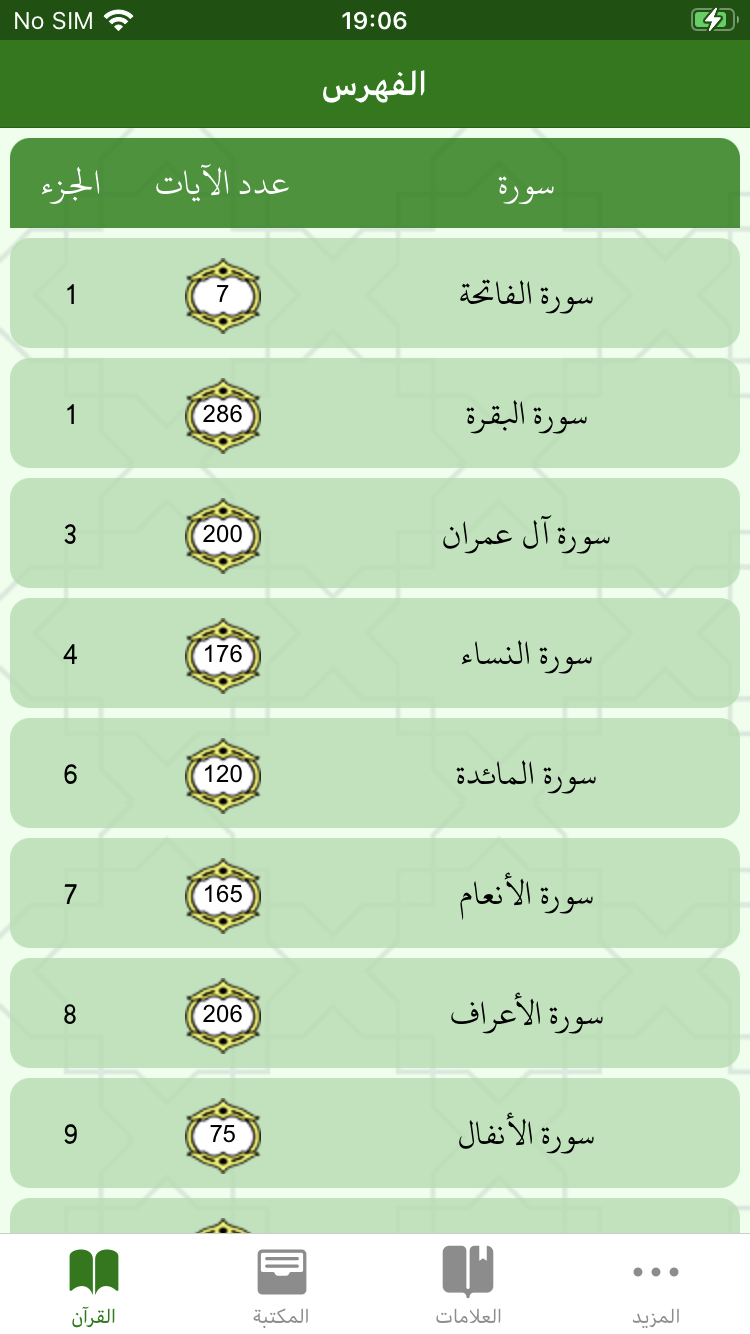 No SIM 19:06
الفهرس
سورة عدد الآيات الجزء
سورة الفاتحة 7 1
سورة البقرة 286 1
سورة آل عمران 200 3
سورة النساء 176 4
سورة المائدة 120 6
سورة الأنعام 165 7
سورة الأعراف 206 8
سورة الأنفال 75 9
المزيد العلامات المكتبة القرآن